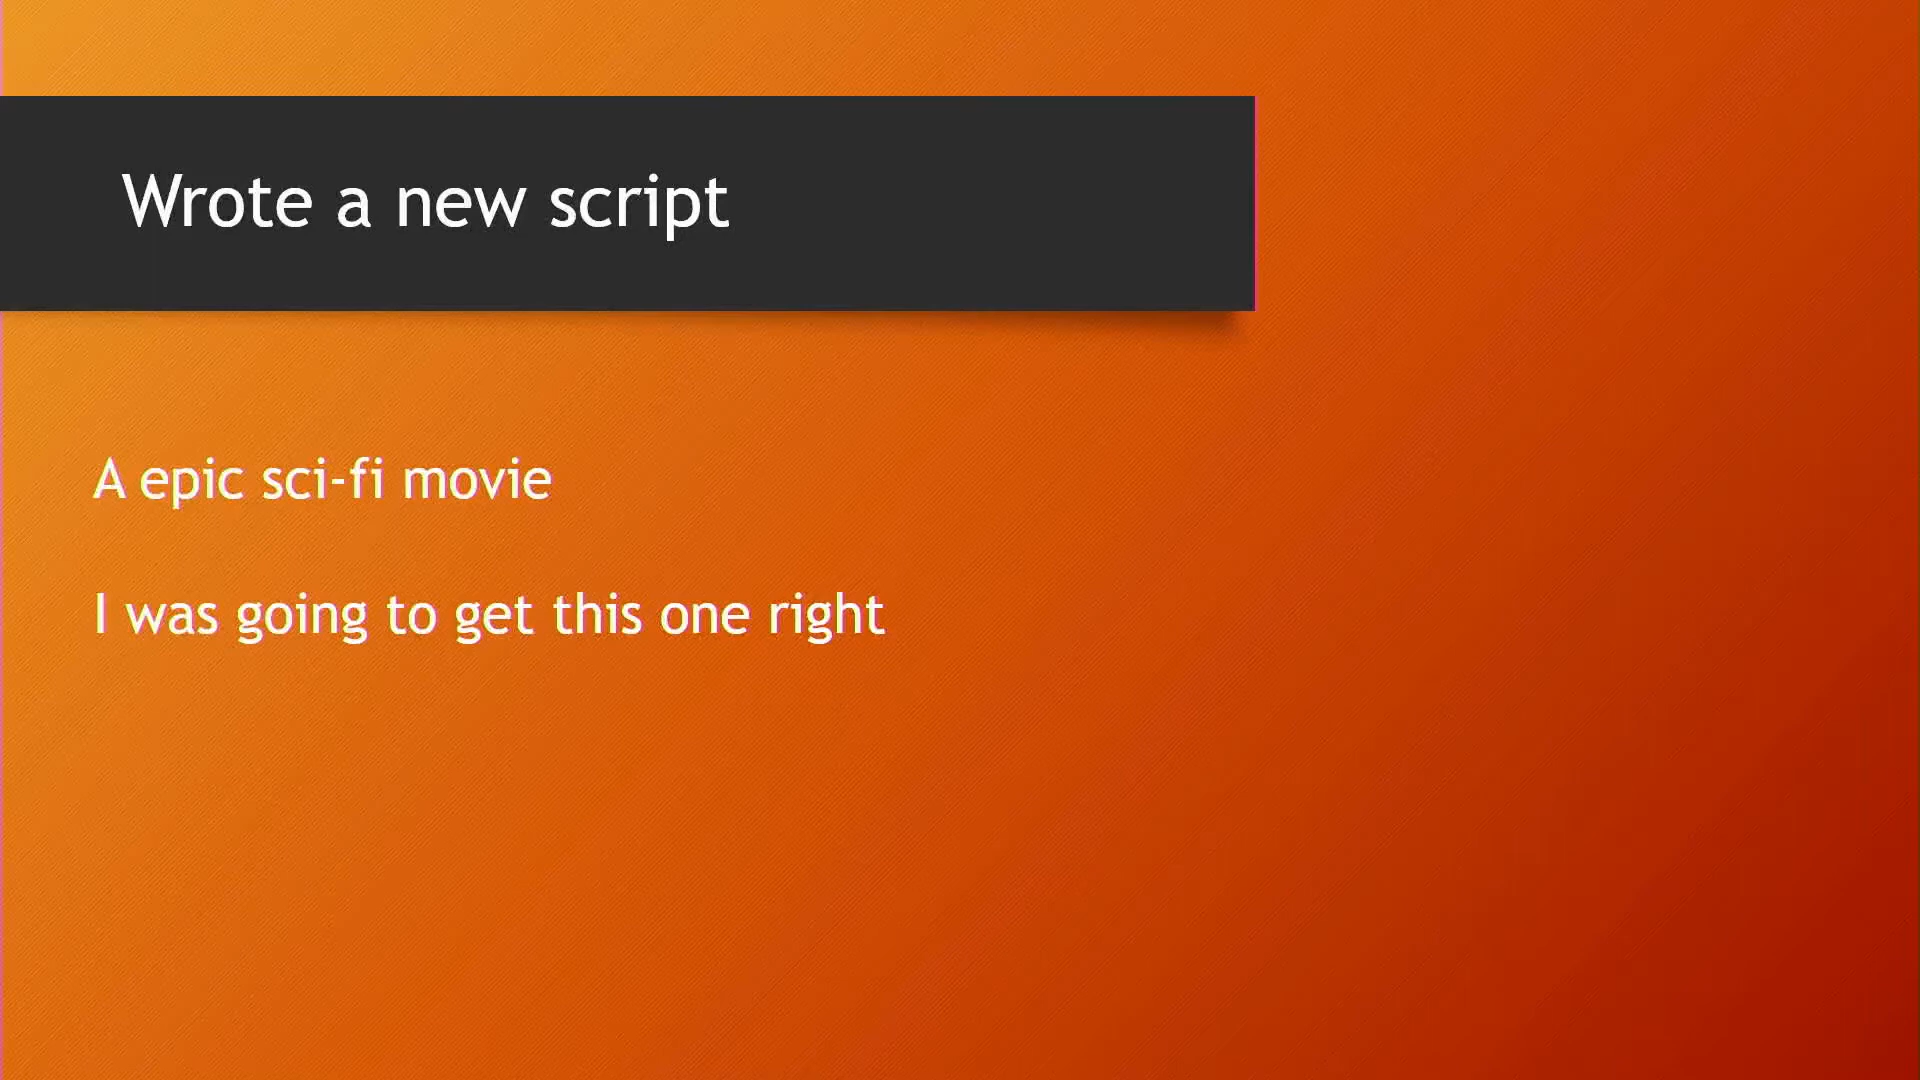 Wrote a new script
A epic sci-fi movie
I was going to get this one right